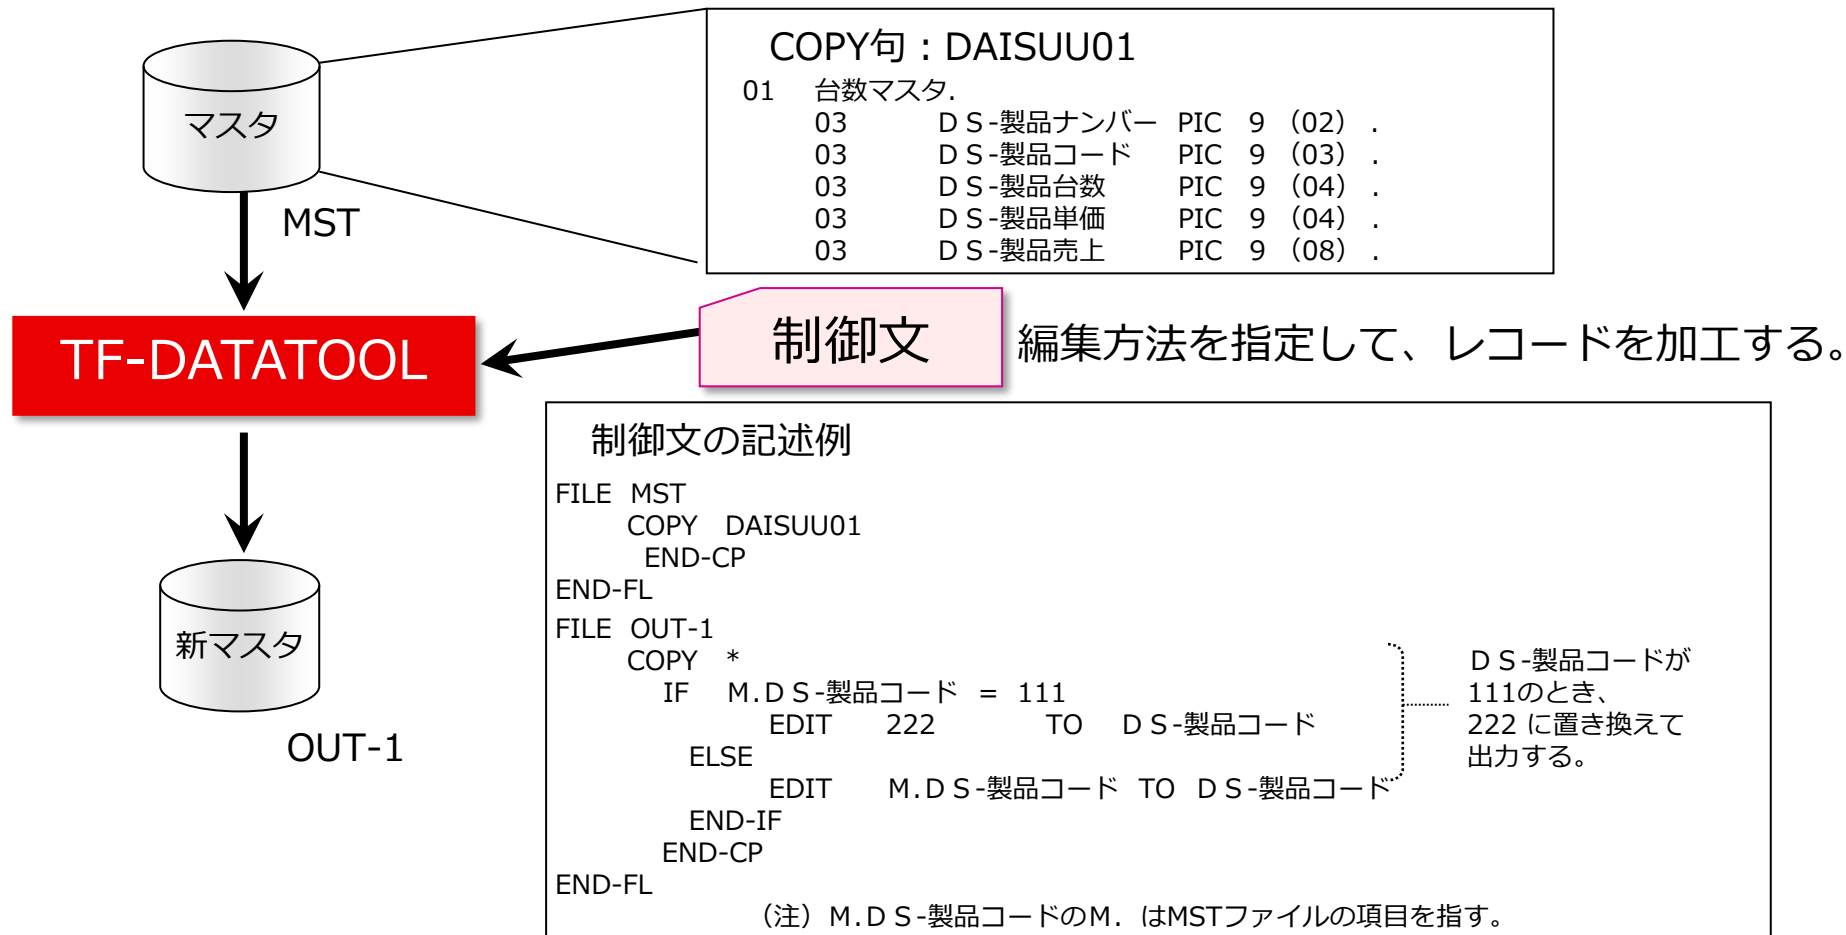 マスタ
MST
COPY句：DAISUU01
01 台数マスタ.
03 ＤＳ-製品ナンバー PIC 9（02）.
03 ＤＳ-製品コード PIC 9（03）.
03 ＤＳ-製品台数 PIC 9（04）.
03 ＤＳ-製品単価 PIC 9（04）.
03 ＤＳ-製品売上 PIC 9（08）.
TF-DATATOOL
制御文
編集方法を指定して、レコードを加工する。
新マスタ
OUT-1
制御文の記述例
FILE MST
COPY DAISUU01
END-CP
END-FL
FILE OUT-1
COPY *
IF Ｍ.ＤＳ-製品コード = 111
EDIT 222 TO ＤＳ-製品コード
ELSE
EDIT Ｍ.ＤＳ-製品コード TO ＤＳ-製品コード
END-IF
END-CP
END-FL
ＤＳ-製品コードが
111のとき、
222 に置き換えて
出力する。
（注）Ｍ.ＤＳ-製品コードのＭ．はMSTファイルの項目を指す。